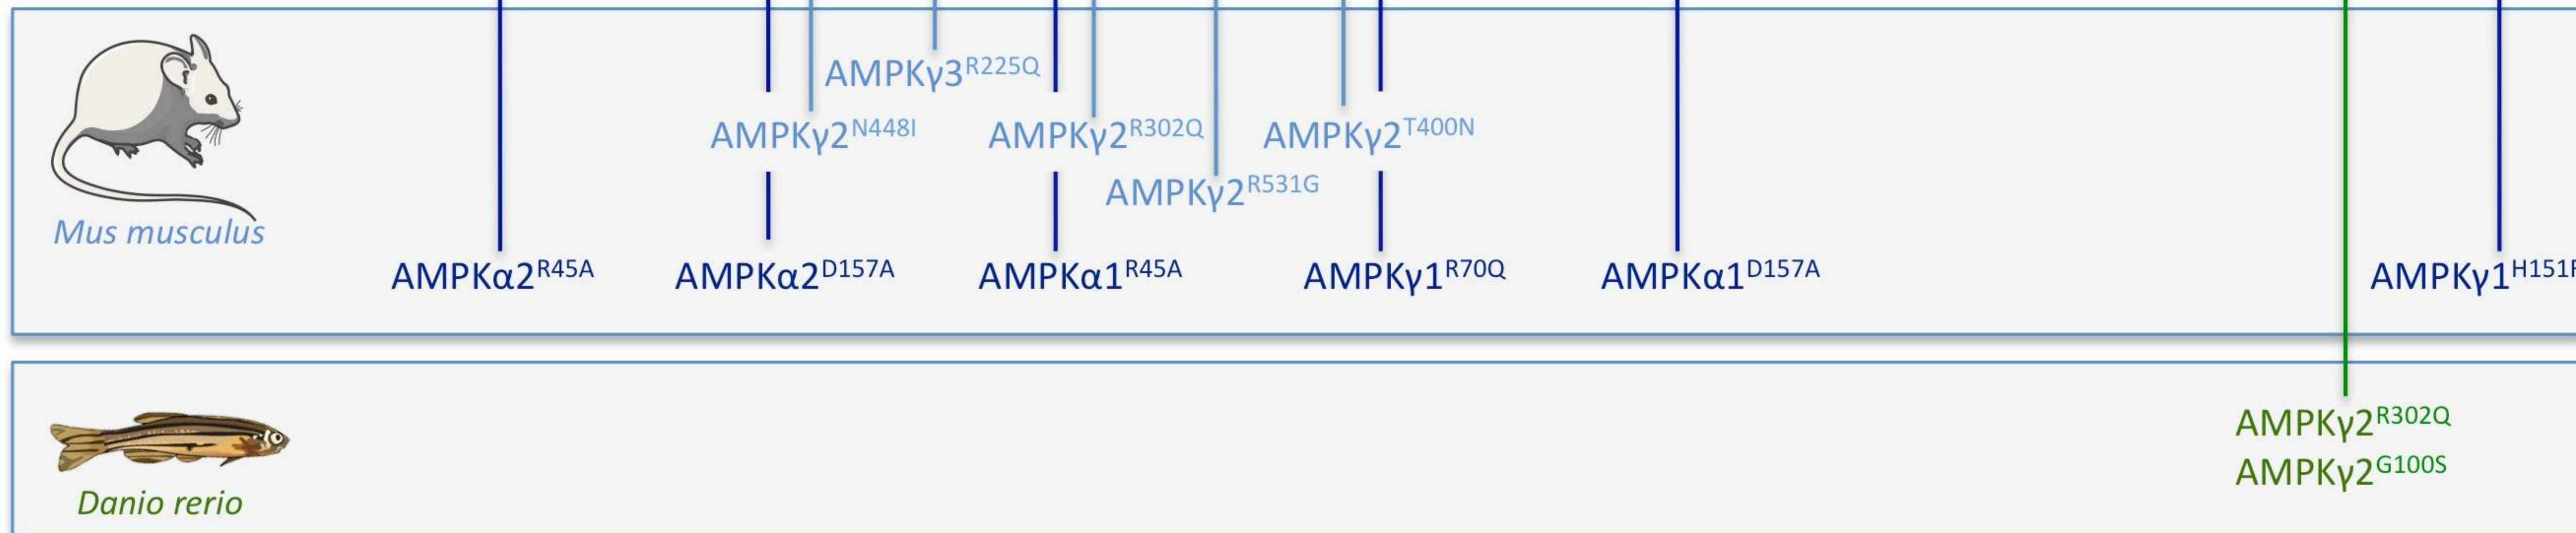 AMPKγ3R225Q
AMPKγ2N448I AMPKγ2R302Q AMPKγ2T400N
AMPKγ2R531G
Mus musculus
AMPKα2R45A AMPKα2D157A AMPKα1R45A AMPKγ1R70Q AMPKα1D157A
AMPKγ2R302Q
AMPKγ2G100S
Danio rerio